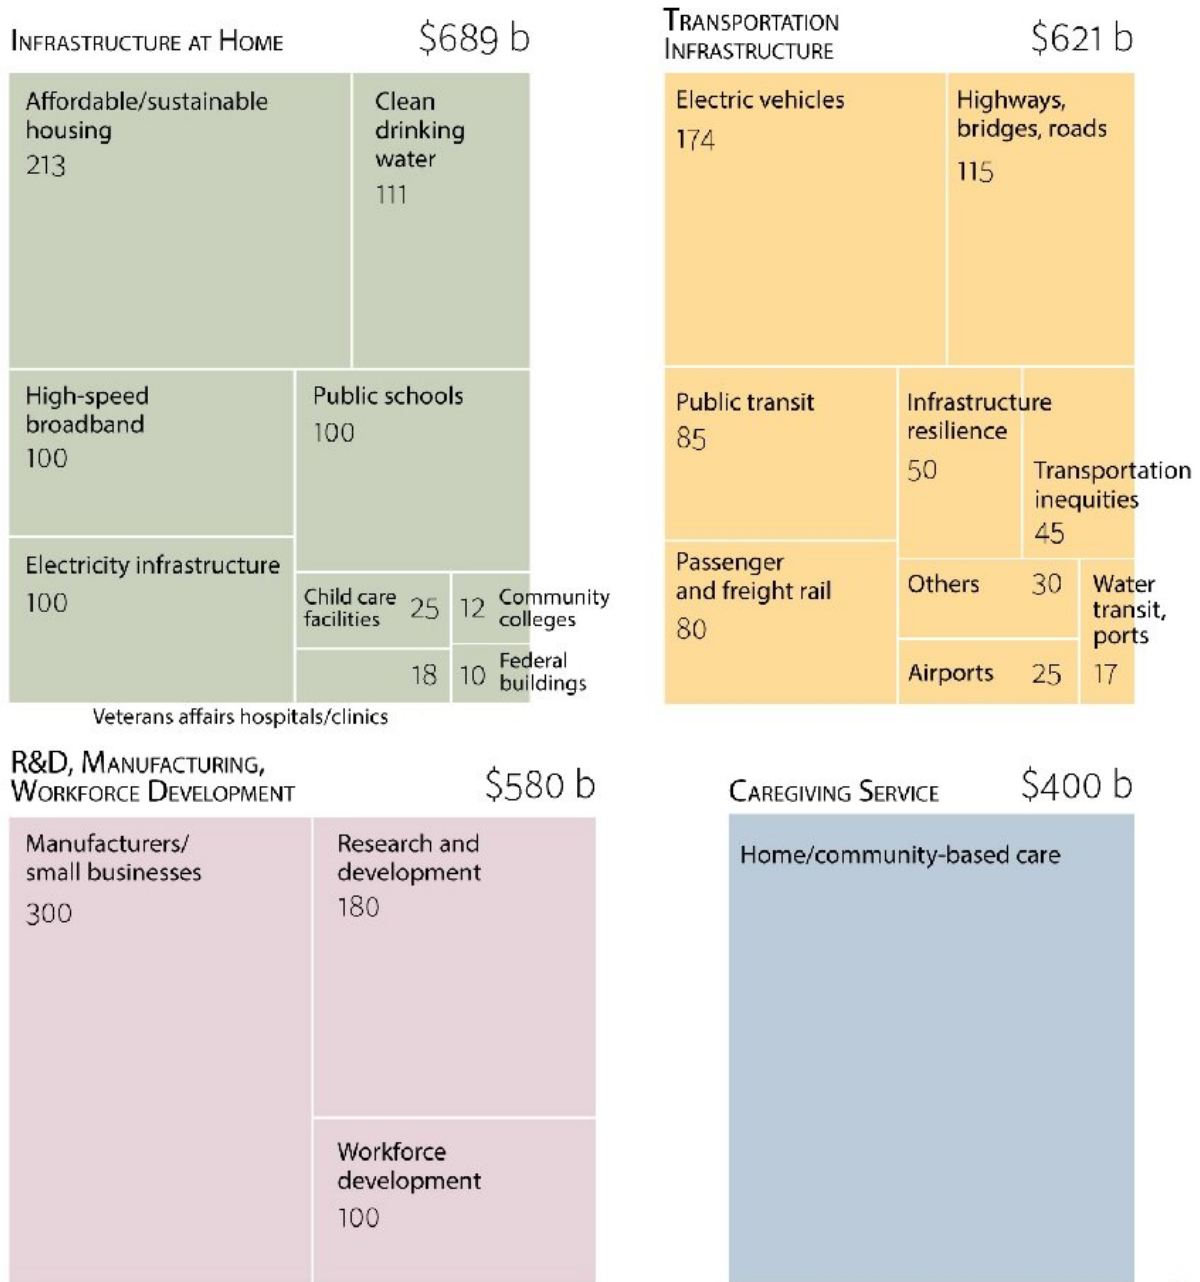 INFRASTRUCTURE AT HOME $689 b
Affordable/sustainable
housing
213
Clean
drinking
water
111
High-speed
broadband
100
Public schools
100
Electricity infrastructure
100
Child care
facilities 25
12 Community
colleges
18
10 Federal
buildings
Veterans affairs hospitals/clinics
TRANSPORTATION
INFRASTRUCTURE $621 b
Electric vehicles
174
Highways,
bridges, roads
115
Public transit
85
Infrastructure
resilience
50
Transportation
inequities
45
Passenger
and freight rail
80
Others 30
Water
transit,
ports
17
Airports 25
R&D, MANUFACTURING,
WORKFORCE DEVELOPMENT $580 b
Manufacturers/
small businesses
300
Research and
development
180
Workforce
development
100
CAREGIVING SERVICE $400 b
Home/community-based care